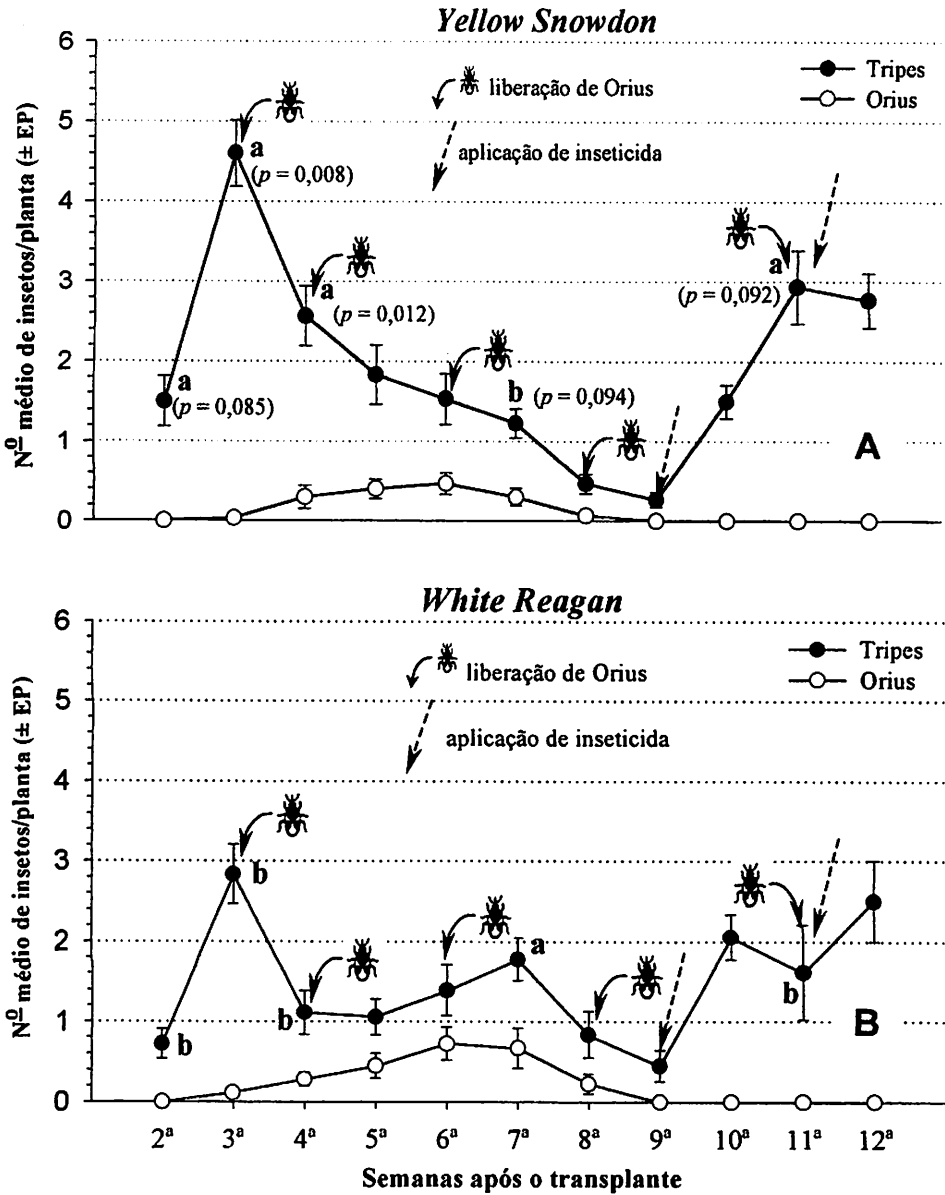 Yellow Snowdon
Nº médio de insetos/planta (± EP)
6
5
4
3
2
1
0
Tripes
Orius
liberação de Orius
aplicação de inseticida
a
(p = 0,085)
a
(p = 0,008)
a
(p = 0,012)
b (p = 0,094)
a
(p = 0,092)
A
White Reagan
Nº médio de insetos/planta (± EP)
6
5
4
3
2
1
0
Tripes
Orius
liberação de Orius
aplicação de inseticida
b
b
b
a
b
B
2ª 3ª 4ª 5ª 6ª 7ª 8ª 9ª 10ª 11ª 12ª
Semanas após o transplante